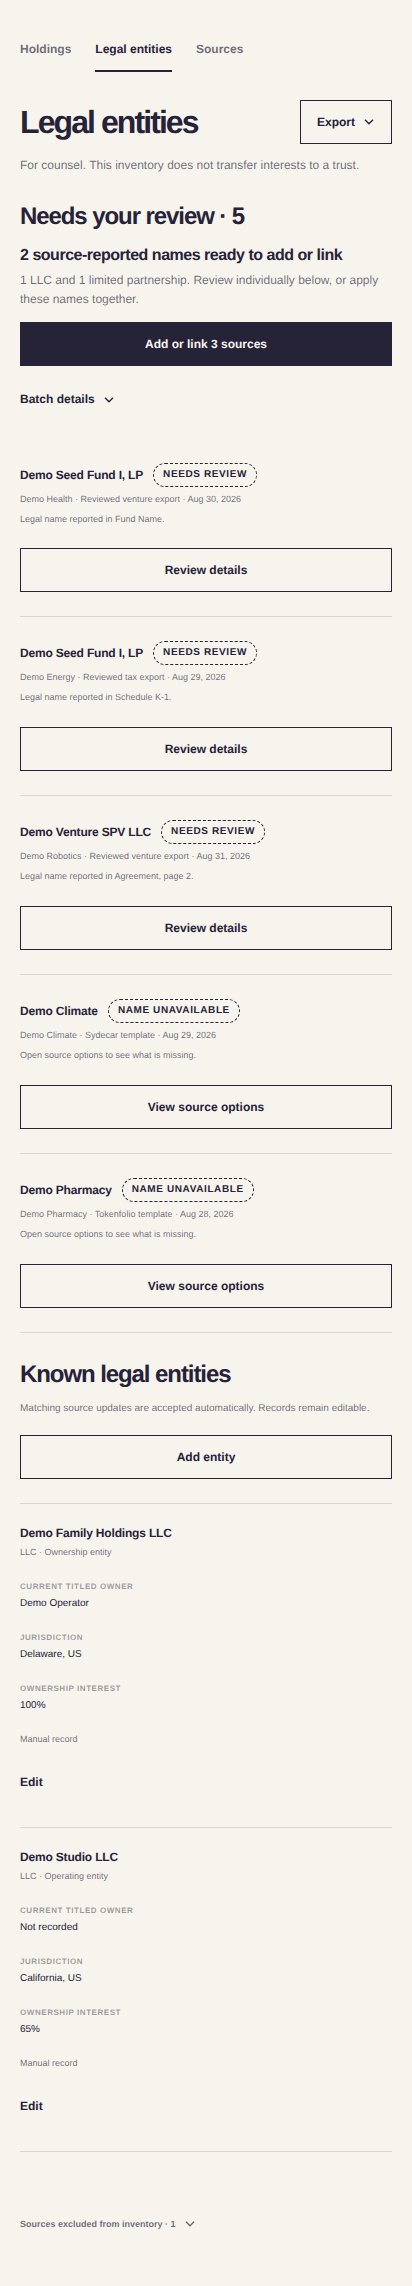 Holdings Legal entities Sources
Legal entities
Export
For counsel. This inventory does not transfer interests to a trust.
Needs your review · 5
2 source-reported names ready to add or link
1 LLC and 1 limited partnership. Review individually below, or apply
these names together.
Add or link 3 sources
Batch details
Demo Seed Fund I, LP NEEDS REVIEW
Demo Health · Reviewed venture export · Aug 30, 2026
Legal name reported in Fund Name.
Review details
Demo Seed Fund I, LP NEEDS REVIEW
Demo Energy · Reviewed tax export · Aug 29, 2026
Legal name reported in Schedule K-1.
Review details
Demo Venture SPV LLC NEEDS REVIEW
Demo Robotics · Reviewed venture export · Aug 31, 2026
Legal name reported in Agreement, page 2.
Review details
Demo Climate NAME UNAVAILABLE
Demo Climate · Sydecar template · Aug 29, 2026
Open source options to see what is missing.
View source options
Demo Pharmacy NAME UNAVAILABLE
Demo Pharmacy · Tokenfolio template · Aug 28, 2026
Open source options to see what is missing.
View source options
Known legal entities
Matching source updates are accepted automatically. Records remain editable.
Add entity
Demo Family Holdings LLC
LLC · Ownership entity
CURRENT TITLED OWNER
Demo Operator
JURISDICTION
Delaware, US
OWNERSHIP INTEREST
100%
Manual record
Edit
Demo Studio LLC
LLC · Operating entity
CURRENT TITLED OWNER
Not recorded
JURISDICTION
California, US
OWNERSHIP INTEREST
65%
Manual record
Edit
Sources excluded from inventory · 1